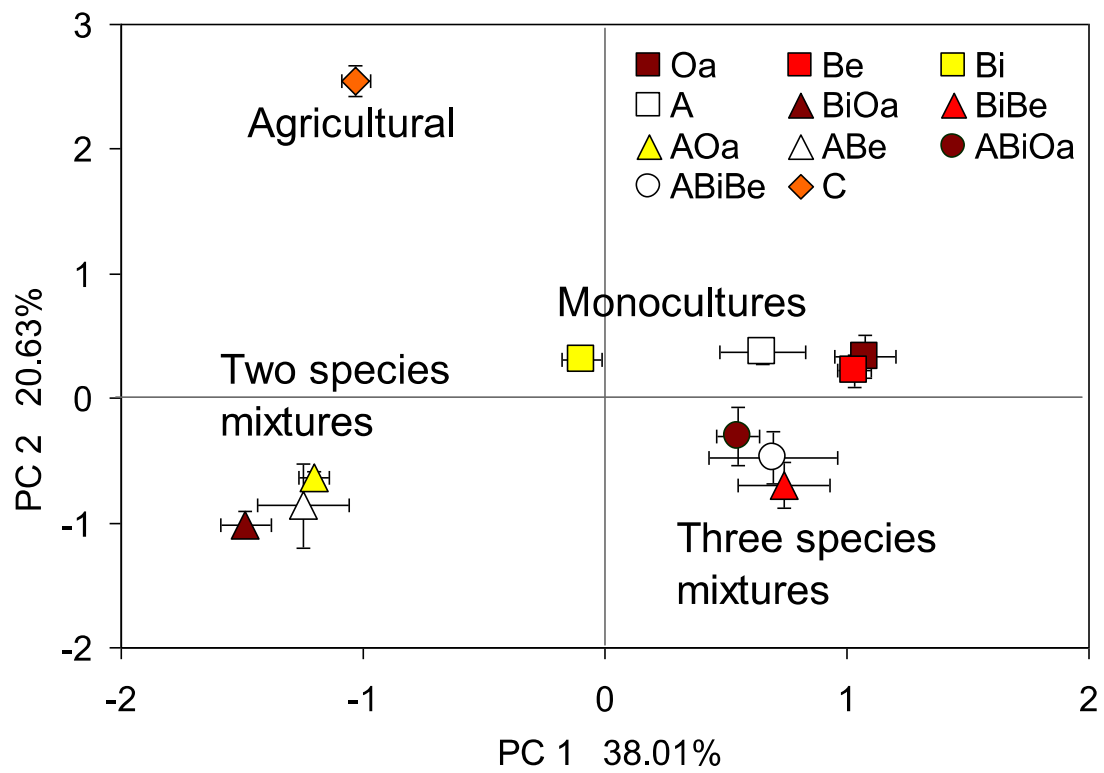 3
Oa Be Bi
A BiOa BiBe
AOa ABe ABiOa
ABiBe C
Agricultural
2
1
Monocultures
Two species
mixtures
0
-1
Three species
mixtures
-2
-2 -1 0 1 2
PC 2 20.63%
PC 1 38.01%